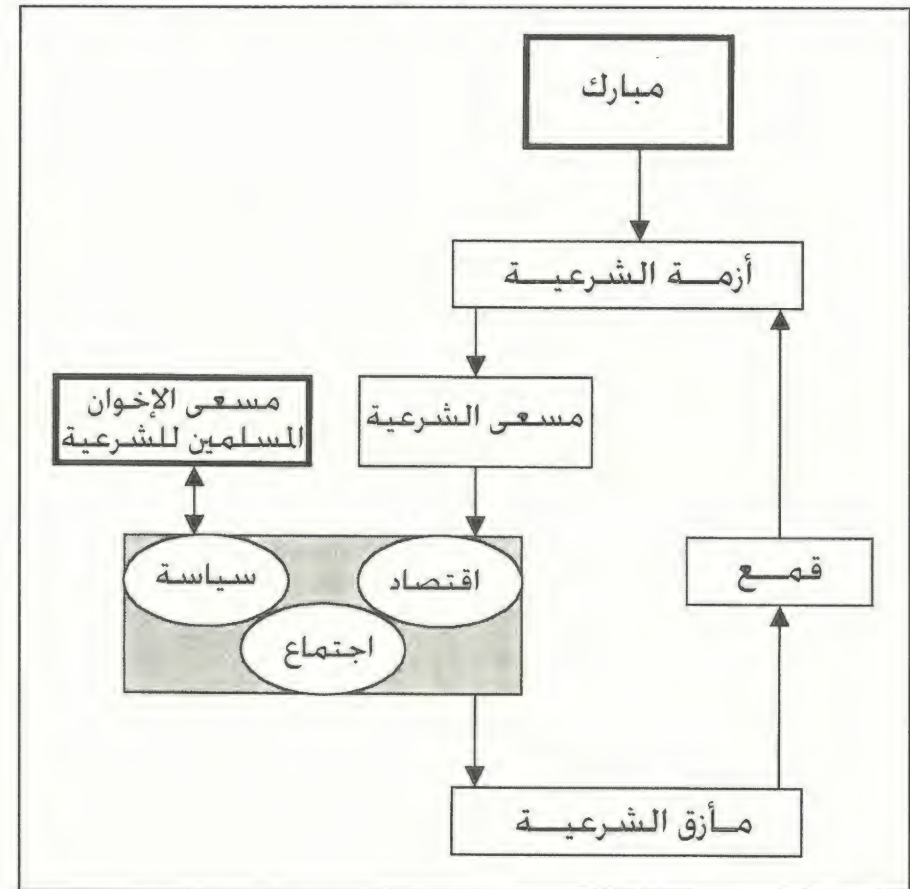 مبارك
أزمة الشرعية
مسعى الشرعية
مسعى الإخوان
المسلمين للشرعية
اقتصاد
سياسة
اجتماع
قمع
مأزق الشرعية